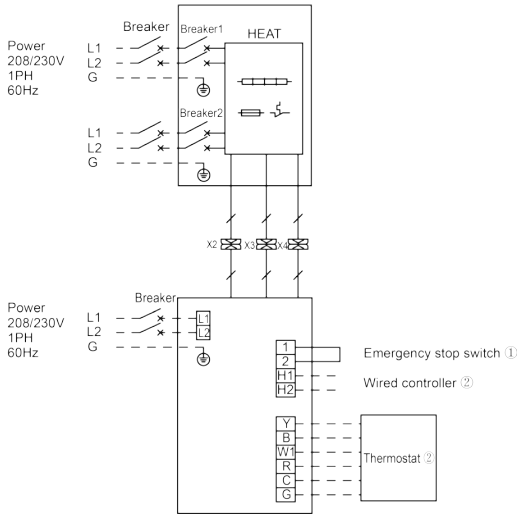 Breaker
Breaker1
HEAT
Power
208/230V
1PH
60Hz
L1
L2
G
Breaker2
L1
L2
G
X2
X3
X4
Breaker
Power
208/230V
1PH
60Hz
L1
L2
G
L1
L2
1
2
Emergency stop switch ①
H1
H2
Wired controller ②
Y
B
W1
R
C
G
Thermostat ②